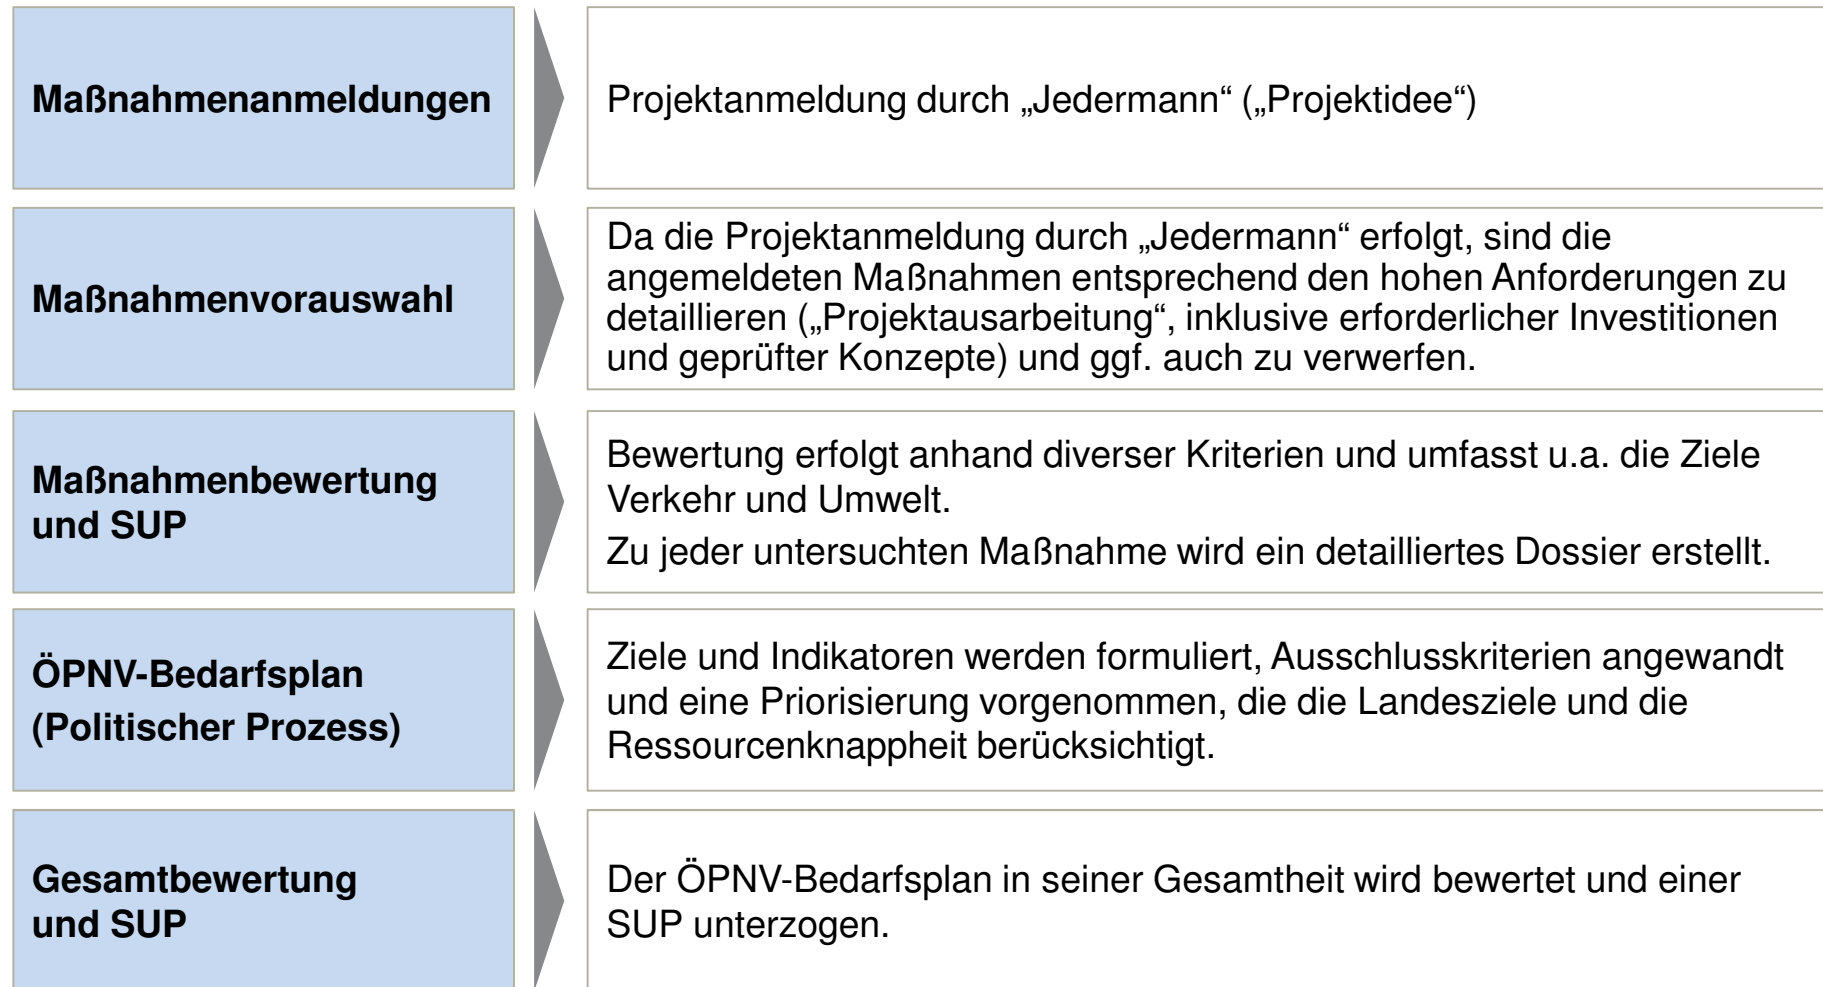 Maßnahmenanmeldungen
Projektanmeldung durch „Jedermann“ („Projektidee“)
Maßnahmenvorauswahl
Da die Projektanmeldung durch „Jedermann“ erfolgt, sind die
angemeldeten Maßnahmen entsprechend den hohen Anforderungen zu
detaillieren („Projektausarbeitung“, inklusive erforderlicher Investitionen
und geprüfter Konzepte) und ggf. auch zu verwerfen.
Maßnahmenbewertung
und SUP
Bewertung erfolgt anhand diverser Kriterien und umfasst u.a. die Ziele
Verkehr und Umwelt.
Zu jeder untersuchten Maßnahme wird ein detailliertes Dossier erstellt.
ÖPNV-Bedarfsplan
(Politischer Prozess)
Ziele und Indikatoren werden formuliert, Ausschlusskriterien angewandt
und eine Priorisierung vorgenommen, die die Landesziele und die
Ressourcenknappheit berücksichtigt.
Gesamtbewertung
und SUP
Der ÖPNV-Bedarfsplan in seiner Gesamtheit wird bewertet und einer
SUP unterzogen.